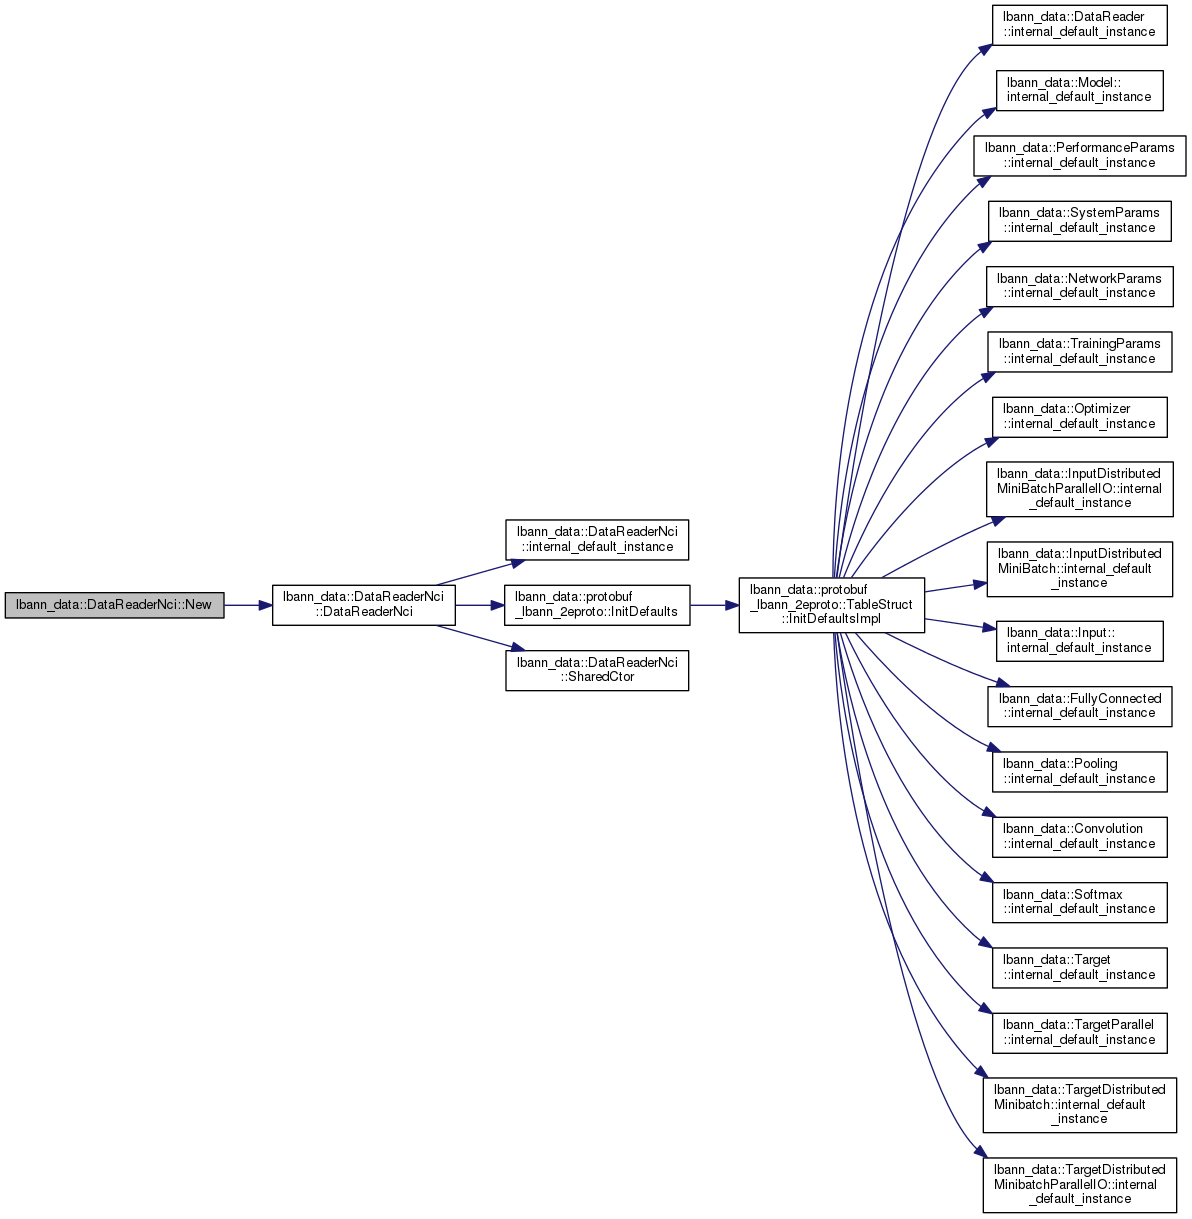 lbann_data::DataReaderNci::New
lbann_data::DataReaderNci
::DataReaderNci
lbann_data::DataReaderNci
::internal_default_instance
lbann_data::protobuf
_lbann_2eproto::InitDefaults
lbann_data::DataReaderNci
::SharedCtor
lbann_data::protobuf
_lbann_2eproto::TableStruct
::InitDefaultsImpl
lbann_data::DataReader
::internal_default_instance
lbann_data::Model::
internal_default_instance
lbann_data::PerformanceParams
::internal_default_instance
lbann_data::SystemParams
::internal_default_instance
lbann_data::NetworkParams
::internal_default_instance
lbann_data::TrainingParams
::internal_default_instance
lbann_data::Optimizer
::internal_default_instance
lbann_data::InputDistributed
MiniBatchParallelIO::internal
_default_instance
lbann_data::InputDistributed
MiniBatch::internal_default
_instance
lbann_data::Input::
internal_default_instance
lbann_data::FullyConnected
::internal_default_instance
lbann_data::Pooling
::internal_default_instance
lbann_data::Convolution
::internal_default_instance
lbann_data::Softmax
::internal_default_instance
lbann_data::Target
::internal_default_instance
lbann_data::TargetParallel
::internal_default_instance
lbann_data::TargetDistributed
Minibatch::internal_default
_instance
lbann_data::TargetDistributed
MinibatchParallelIO::internal
_default_instance